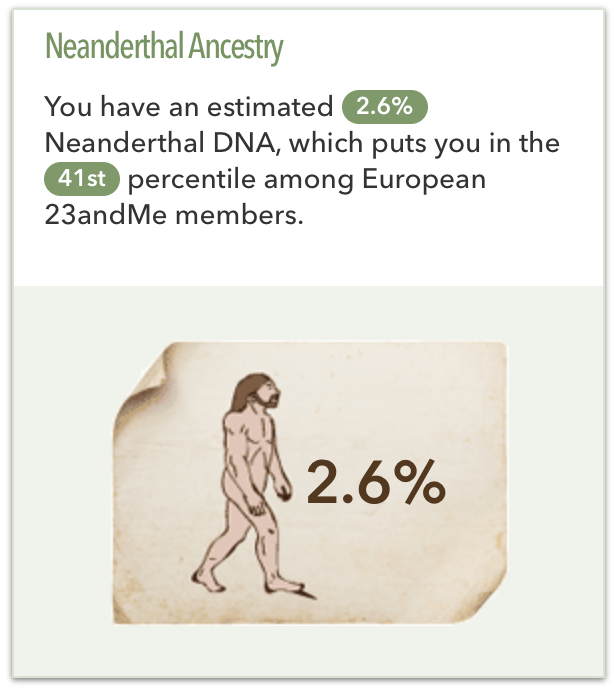 Neanderthal Ancestry
You have an estimated 2.6%
Neanderthal DNA, which puts you in the
41st percentile among European
23andMe members.
2.6%